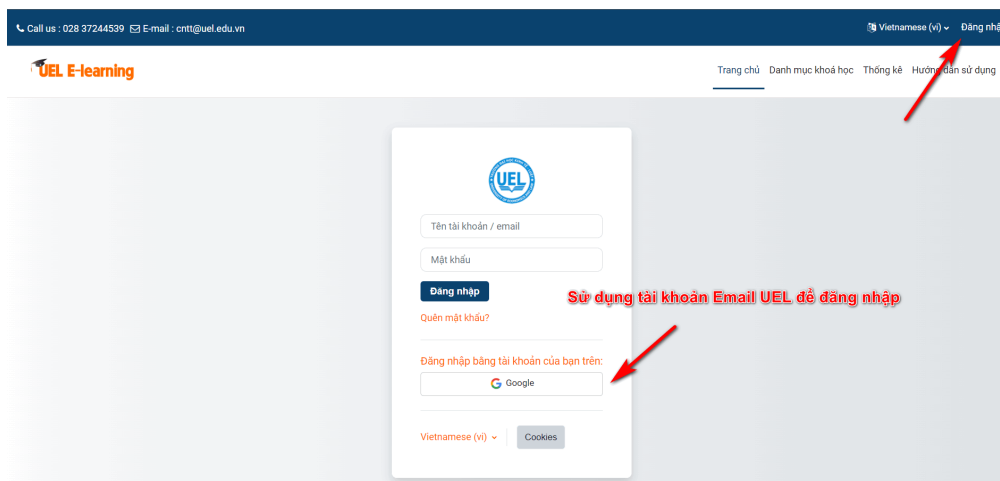 Call us : 028 37244539 E-mail : cntt@uel.edu.vn
Vietnamese (vi) Đăng nhậ
UEL E-learning
Trang chủ Danh mục khoá học Thống kê Hướng dẫn sử dụng
UEL
Tên tài khoản / email
Mật khẩu
Đăng nhập
Sử dụng tài khoản Email UEL để đăng nhập
Quên mật khẩu?
Đăng nhập bằng tài khoản của bạn trên:
Google
Vietnamese (vi) Cookies